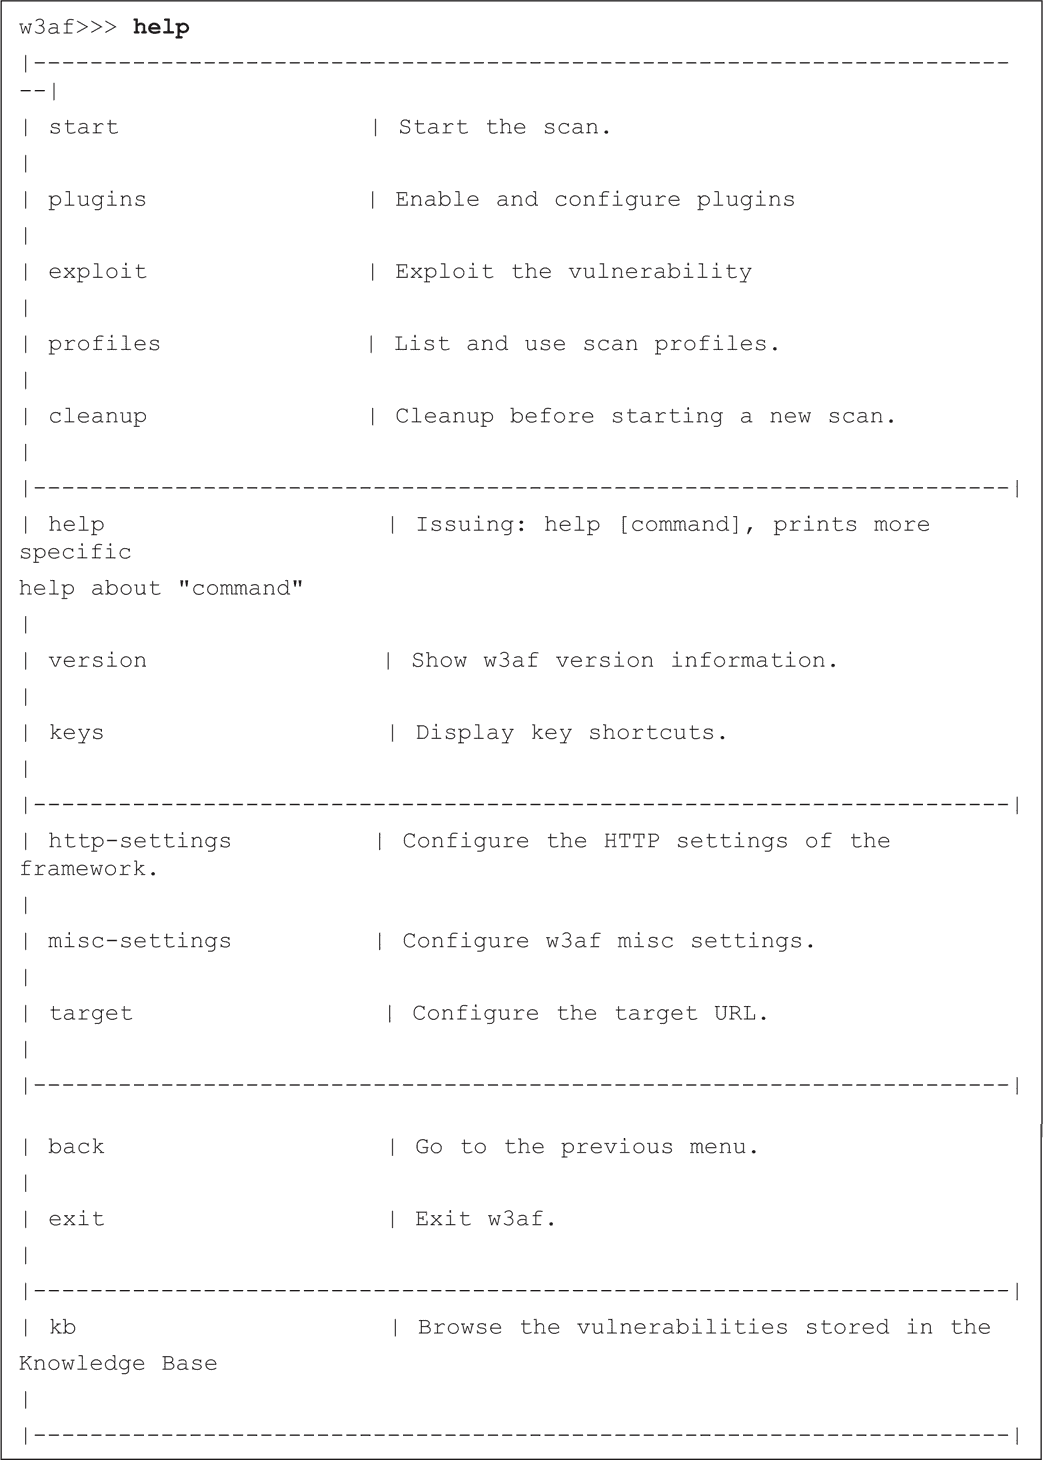 w3af>>> help
|--------------------------------------------------------------------
--|
| start | Start the scan.
|
| plugins | Enable and configure plugins
|
| exploit | Exploit the vulnerability
|
| profiles | List and use scan profiles.
|
| cleanup | Cleanup before starting a new scan.
|
|--------------------------------------------------------------------|
| help | Issuing: help [command], prints more
specific
help about "command"
|
| version | Show w3af version information.
|
| keys | Display key shortcuts.
|
|--------------------------------------------------------------------|
| http-settings | Configure the HTTP settings of the
framework.
|
| misc-settings | Configure w3af misc settings.
|
| target | Configure the target URL.
|
|--------------------------------------------------------------------|
| back | Go to the previous menu.
|
| exit | Exit w3af.
|
|--------------------------------------------------------------------|
| kb | Browse the vulnerabilities stored in the
Knowledge Base
|
|--------------------------------------------------------------------|